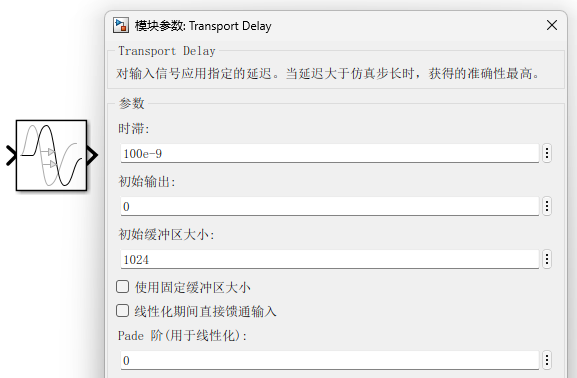 模块参数: Transport Delay
Transport Delay
对输入信号应用指定的延迟。当延迟大于仿真步长时，获得的准确性最高。
参数
时滞:
100e-9
初始输出:
0
初始缓冲区大小:
1024
使用固定缓冲区大小
线性化期间直接馈通输入
Pade 阶(用于线性化):
0